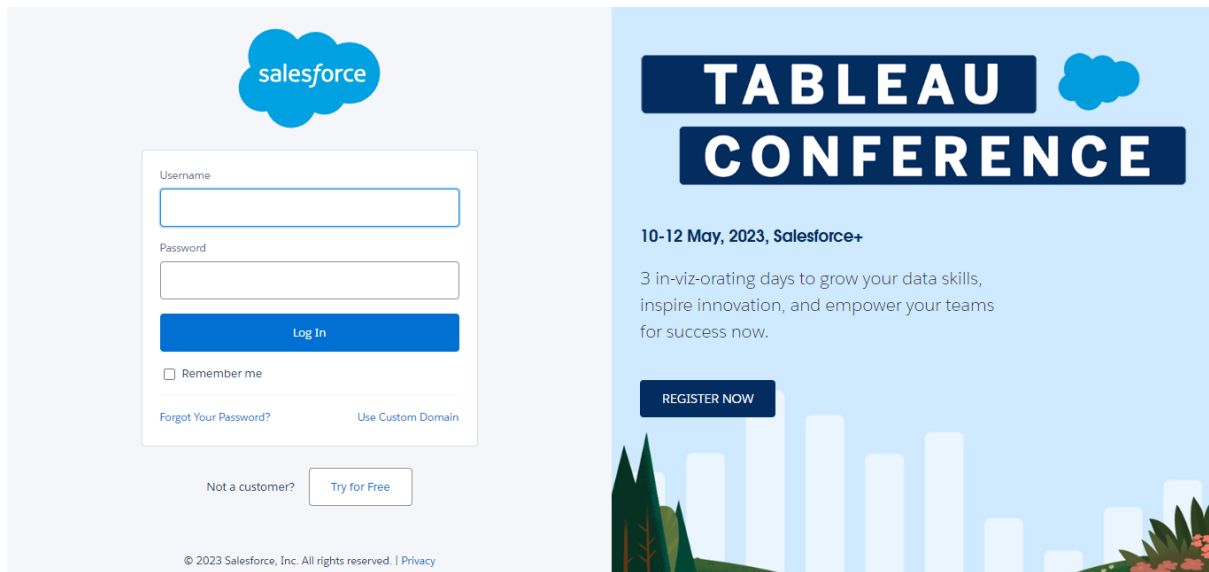 salesforce
Username
Password
Log In
Remember me
Forgot Your Password?
Use Custom Domain
Not a customer?
Try for Free
© 2023 Salesforce, Inc. All rights reserved. | Privacy
TABLEAU
CONFERENCE
10-12 May, 2023, Salesforce+
3 in-viz-orating days to grow your data skills,
inspire innovation, and empower your teams
for success now.
REGISTER NOW